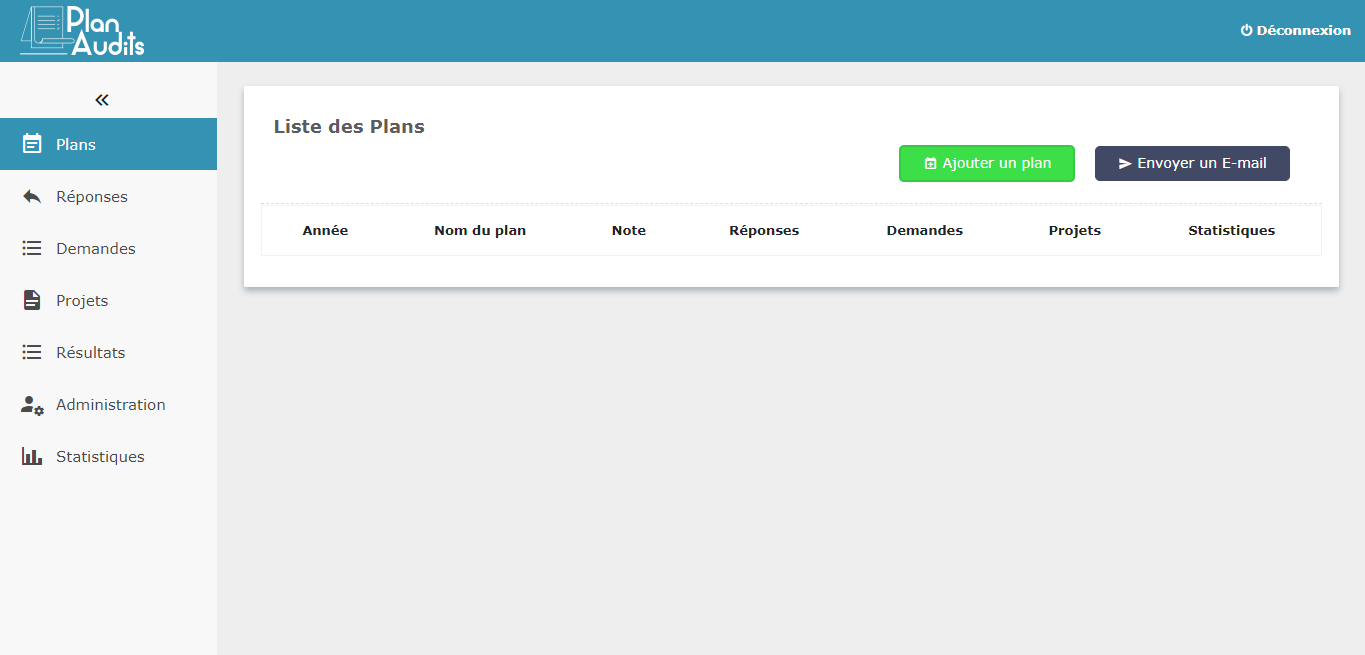 Plan
Audits
Déconnexion
Plans
Réponses
Demandes
Projets
Résultats
Administration
Statistiques
Liste des Plans
Ajouter un plan Envoyer un E-mail
Année Nom du plan Note Réponses Demandes Projets Statistiques